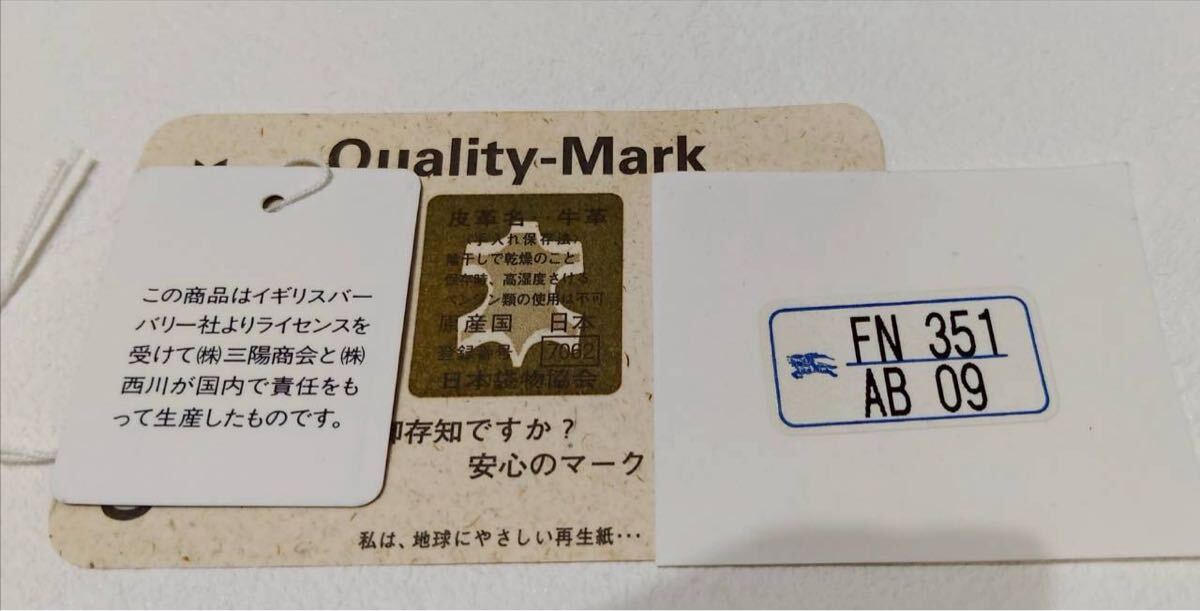 Quality-Mark
皮革名 牛革
〈手入れ保存法〉
陰干しで乾燥のこと
保存時、高湿度さける
ベンジン類の使用は不可
原産国 日本
登録番号 7062
日本鞄物協会
御存知ですか?
安心のマーク
私は、地球にやさしい再生紙・・・
この商品はイギリスバー
バリー社よりライセンスを
受けて㈱三陽商会と㈱
西川が国内で責任をも
って生産したものです。
FN 351
AB 09